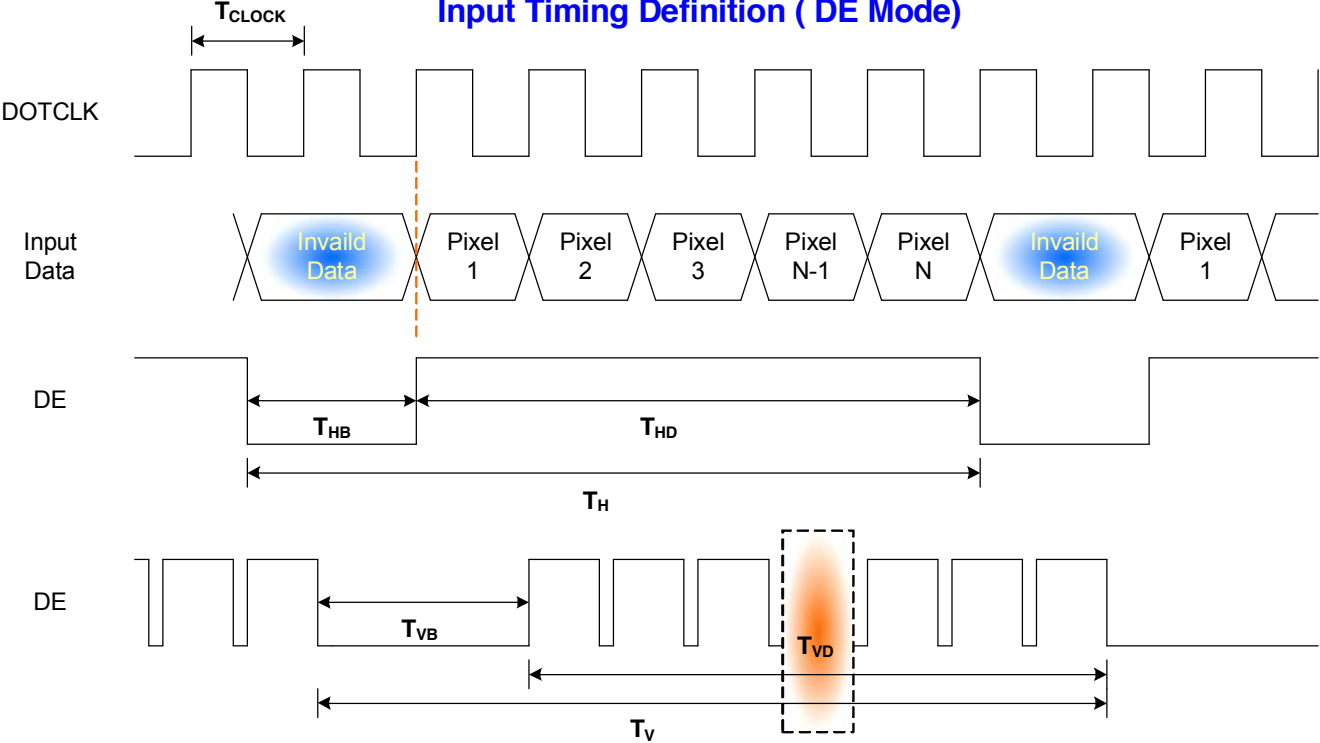 Input Timing Definition ( DE Mode)
TCLOCK
DOTCLK
Input
Data
Invaild
Data
Pixel
1
Pixel
2
Pixel
3
Pixel
N-1
Pixel
N
Invaild
Data
Pixel
1
DE
THB
THD
TH
DE
TVB
TVD
TV